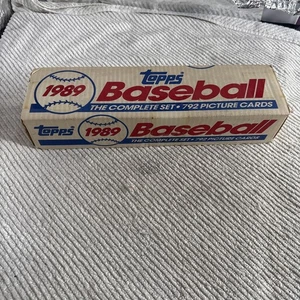 topps
1989 Baseball
THE COMPLETE SET • 792 PICTURE CARDS
topps 1989 Baseball
THE COMPLETE SET • 792 PICTURE CARDS